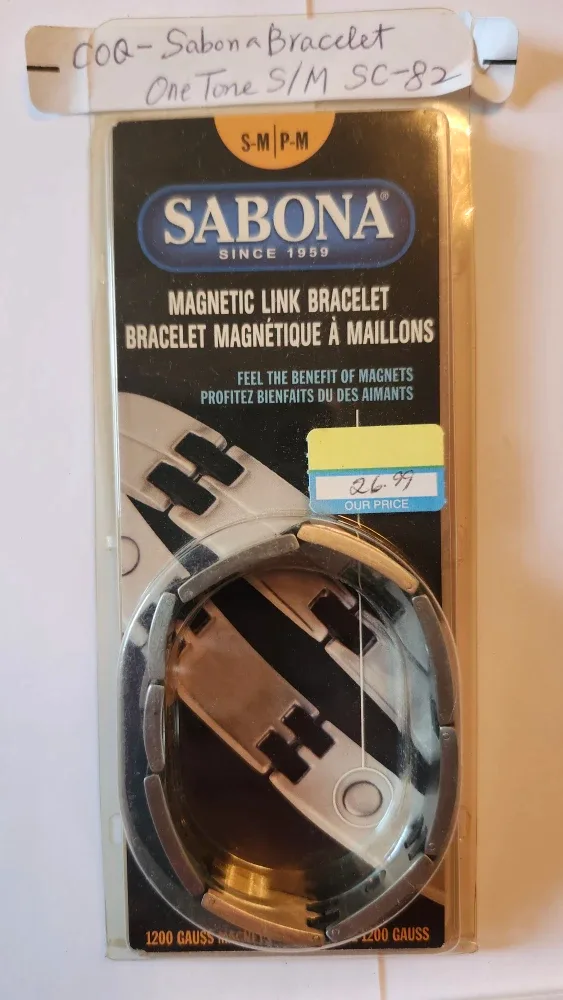 COQ - Sabona Bracelet
One Tone S/M SC-82
S-M | P-M
SABONA®
SINCE 1959
MAGNETIC LINK BRACELET
BRACELET MAGNÉTIQUE À MAILLONS
FEEL THE BENEFIT OF MAGNETS
PROFITEZ BIENFAITS DU DES AIMANTS
26.99
OUR PRICE
1200 GAUSS 1200 GAUSS